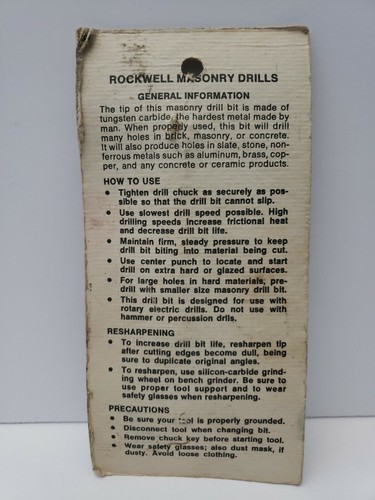 ROCKWELL MASONRY DRILLS
GENERAL INFORMATION
The tip of this masonry drill bit is made of
tungsten carbide, the hardest metal made by
man. When properly used, this bit will drill
many holes in brick, masonry, or concrete.
It will also produce holes in slate, stone, non-
ferrous metals such as aluminum, brass, cop-
per, and any concrete or ceramic products.
HOW TO USE
• Tighten drill chuck as securely as pos-
sible so that the drill bit cannot slip.
• Use slowest drill speed possible. High
drilling speeds increase frictional heat
and decrease drill bit life.
• Maintain firm, steady pressure to keep
drill bit biting into material being cut.
• Use center punch to locate and start
drill on extra hard or glazed surfaces.
• For large holes in hard materials, pre-
drill with smaller size masonry drill bit.
• This drill bit is designed for use with
rotary electric drills. Do not use with
hammer or percussion drills.
RESHARPENING
• To increase drill bit life, resharpen tip
after cutting edges become dull, being
sure to duplicate original angles.
• To resharpen, use silicon-carbide grind-
ing wheel on bench grinder. Be sure to
use proper tool support and to wear
safety glasses when resharpening.
PRECAUTIONS
• Be sure your tool is properly grounded.
• Disconnect tool when changing bit.
• Remove chuck key before starting tool.
• Wear safety glasses; also dust mask, if
dusty. Avoid loose clothing.